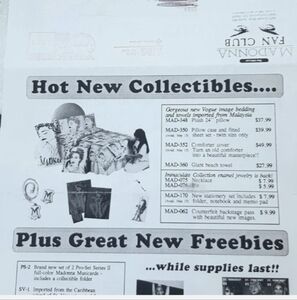 MADONNA
FAN CLUB
Hot New Collectibles....
Gorgeous new Vogue image bedding
and towels imported from Malaysia
MAD-348 Plush 24" pillow $37.99
MAD-350 Pillow case and fitted $39.99
sheet set - twin size only
MAD-352 Comforter cover $49.99
Turn an old comforter
into a beautiful masterpiece!!
MAD-360 Giant beach towel $27.99
Immaculate Collection enamel jewelry is back!
MAD-075 Necklace $7.99
MAD-076 $5.99
MAD-170 New stationery set includes $7.99
folder, notebook and memo pad
MAD-062 Counterfeit backstage pass $9.99
with beautiful new images.
Plus Great New Freebies
...while supplies last!!
PS-2 Brand new set of 2 Pro-Set Series II
full-color Madonna Musicards -
includes a collectible folder
SV-1 Imported from the Caribbean